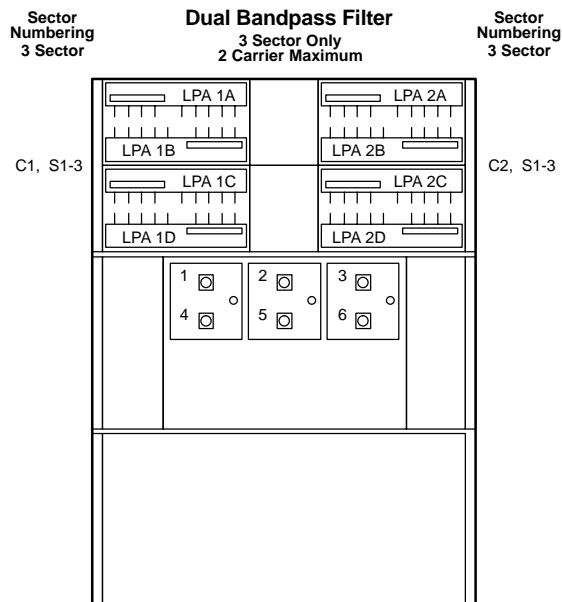 Sector
Numbering
3 Sector
Dual Bandpass Filter
3 Sector Only
2 Carrier Maximum
Sector
Numbering
3 Sector
LPA 1A
LPA 2A
LPA 1B
LPA 2B
C1, S1-3
C2, S1-3
LPA 1C
LPA 2C
LPA 1D
LPA 2D
1
2
3
4
5
6